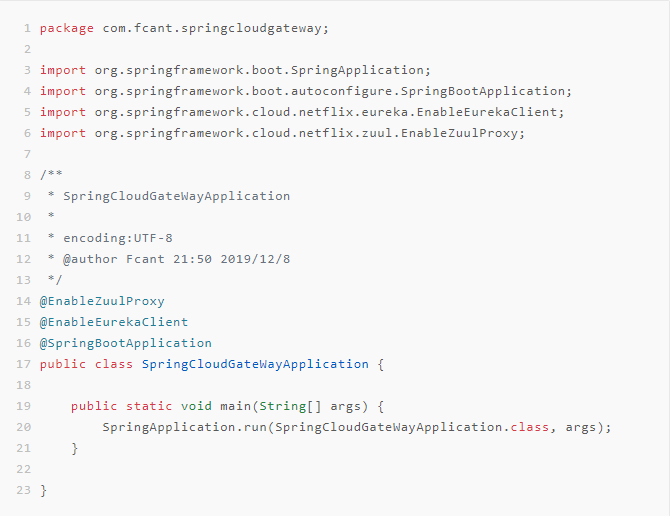 1 package com.fcant.springcloudgateway;
2
3 import org.springframework.boot.SpringApplication;
4 import org.springframework.boot.autoconfigure.SpringBootApplication;
5 import org.springframework.cloud.netflix.eureka.EnableEurekaClient;
6 import org.springframework.cloud.netflix.zuul.EnableZuulProxy;
7
8 /**
9  * SpringCloudGateWayApplication
10  *
11  * encoding:UTF-8
12  * @author Fcant 21:50 2019/12/8
13  */
14 @EnableZuulProxy
15 @EnableEurekaClient
16 @SpringBootApplication
17 public class SpringCloudGateWayApplication {
18
19     public static void main(String[] args) {
20         SpringApplication.run(SpringCloudGateWayApplication.class, args);
21     }
22
23 }